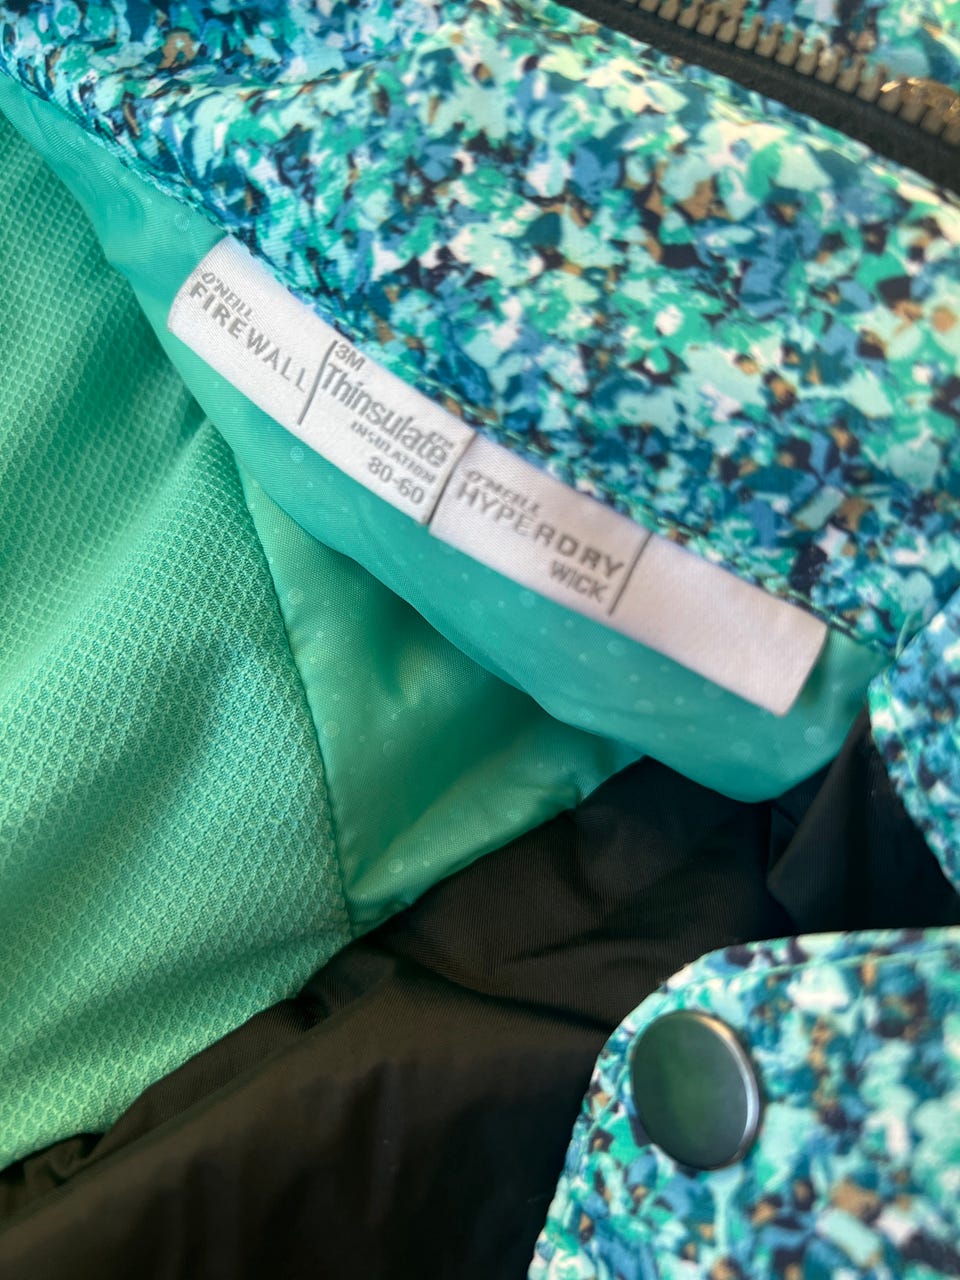 O'NEILL
FIREWALL
3M
Thinsulate
INSULATION
80-60
O'NEILL
HYPERDRY
WICK